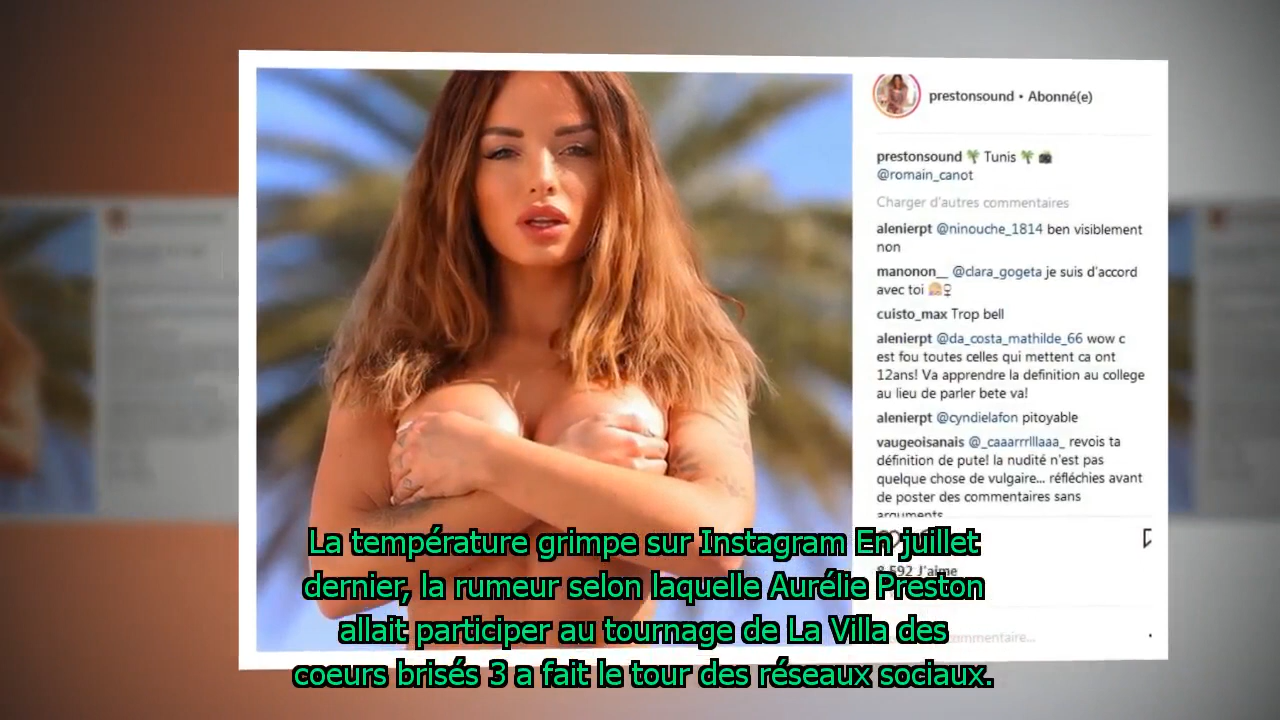 prestonsound • Abonné(e)
prestonsound 🌴 Tunis 🌴 📷
@romain_canot
Charger d'autres commentaires
alenierpt @ninouche_1814 ben visiblement
non
manonon__ @clara_gogeta je suis d'accord
avec toi 🤷🏼♀
cuisto_max Trop bell
alenierpt @da_costa_mathilde_66 wow c
est fou toutes celles qui mettent ca ont
12ans! Va apprendre la definition au college
au lieu de parler bete va!
alenierpt @cyndielafon pitoyable
vaugeoisanais @_caaarrrlllaaa_ revois ta
définition de pute! la nudité n'est pas
quelque chose de vulgaire... réfléchies avant
de poster des commentaires sans
arguments
8 592 J'aime
commentaire...
La température grimpe sur Instagram En juillet
dernier, la rumeur selon laquelle Aurélie Preston
allait participer au tournage de La Villa des
coeurs brisés 3 a fait le tour des réseaux sociaux.